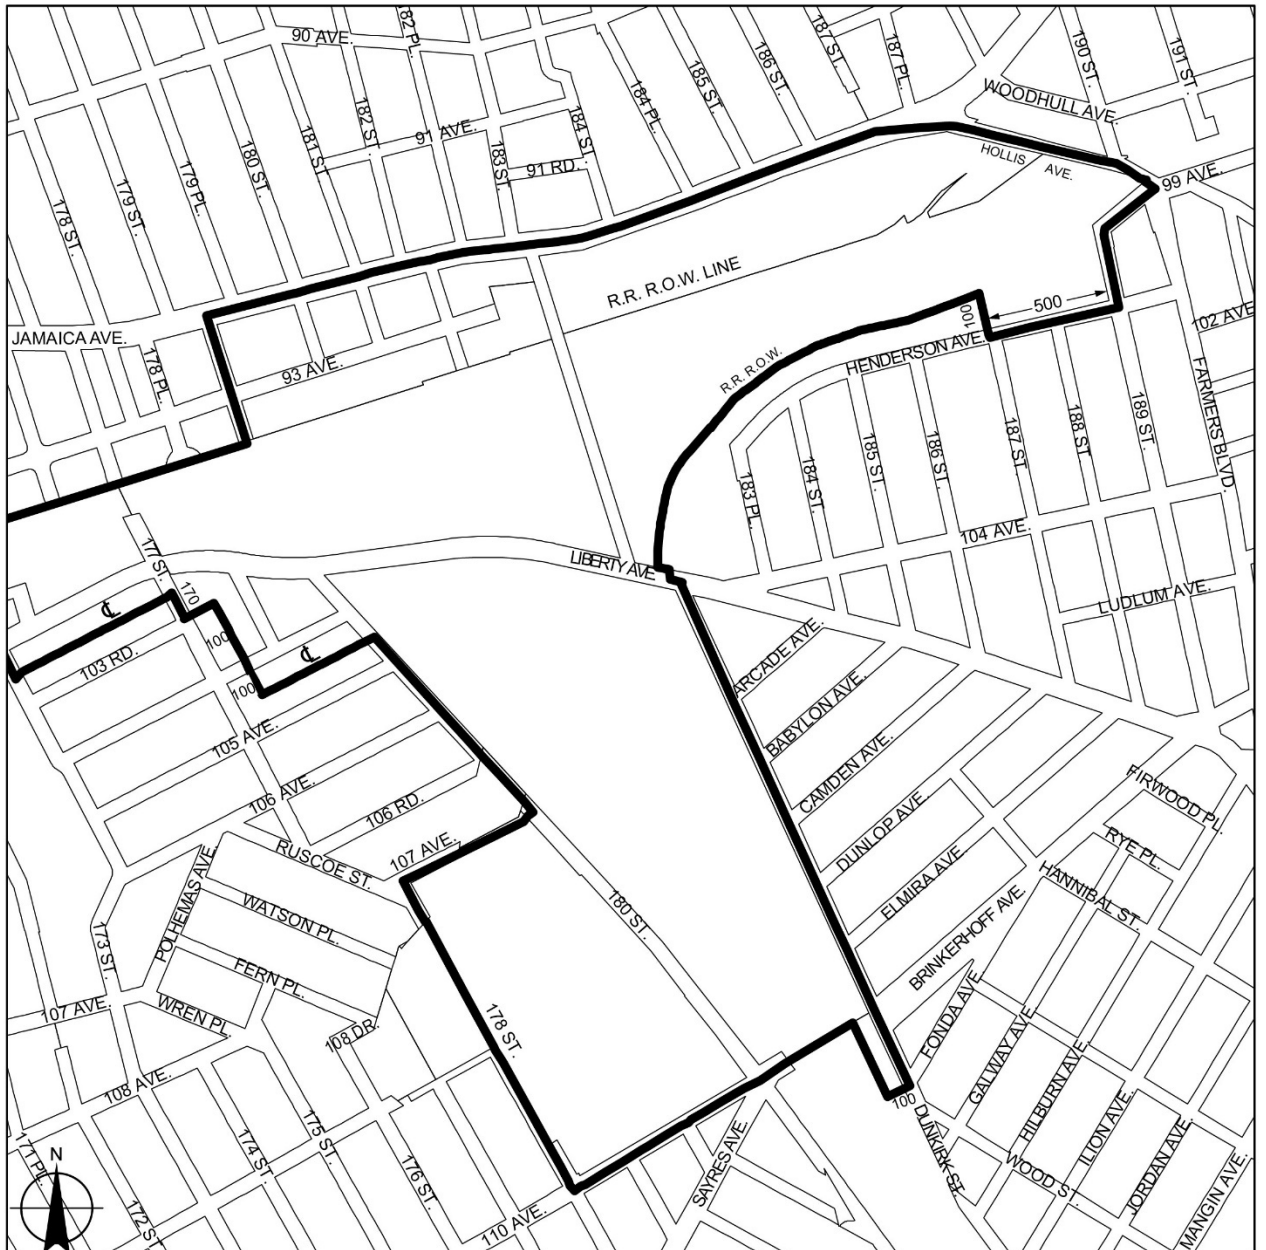 90 AVE.
182 PL.
187 ST.
187 PL.
190 ST.
191 ST.
186 ST.
185 ST.
184 PL.
WOODHULL AVE.
182 ST.
91 AVE.
184 ST.
181 ST.
183 ST.
91 RD.
180 ST.
179 PL.
179 ST.
178 ST.
HOLLIS AVE.
99 AVE.
R.R. R.O.W. LINE
JAMAICA AVE.
178 PL.
93 AVE.
500
100
102 AVE.
HENDERSON AVE.
R.R. R.O.W.
FARMERS BLVD.
183 PL.
184 ST.
185 ST.
186 ST.
187 ST
188 ST
189 ST.
104 AVE.
177 ST.
LIBERTY AVE
170
LUDLUM AVE.
103 RD.
100
100
ARCADE AVE.
BABYLON AVE.
105 AVE.
CAMDEN AVE.
106 AVE.
106 RD.
FIRWOOD PL.
DUNLOP AVE
107 AVE.
RUSCOE ST.
RYE PL.
HANNIBAL ST.
ELMIRA AVE
POLHEMAS AVE.
WATSON PL.
180 ST.
BRINKERHOFF AVE.
173 ST.
FERN PL.
107 AVE.
WREN PL.
108 DR.
178 ST.
FONDA AVE
GALWAY AVE
HILBURN AVE
108 AVE.
100
DUNKIRK ST.
ILION AVE.
JORDAN AVE.
MANGIN AVE.
WOOD ST.
SAYRES AVE.
175 ST.
174 ST.
176 ST.
171 PL.
172 ST.
110 AVE.
N